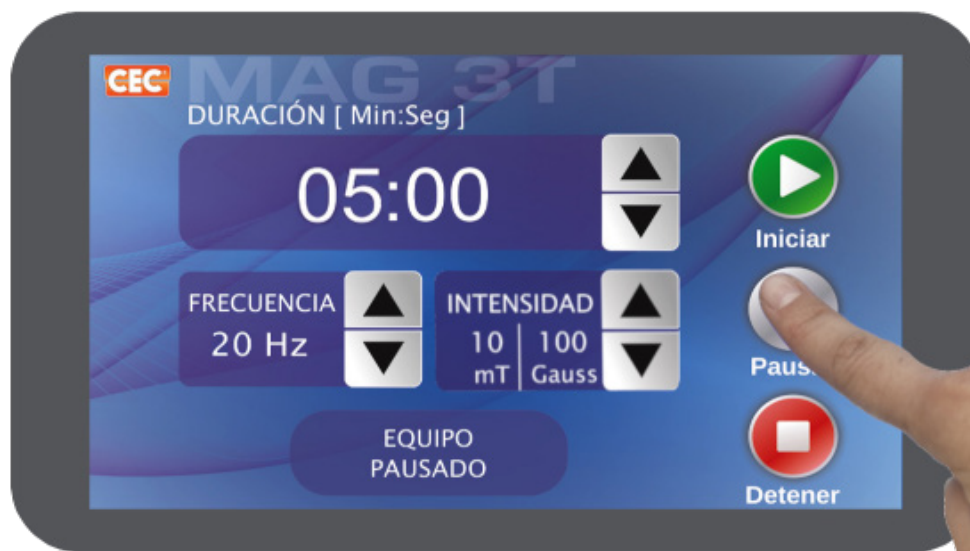 CEC
MAG 3T
DURACIÓN [ Min:Seg ]
05:00
Iniciar
FRECUENCIA
20 Hz
INTENSIDAD
10 100
mT Gauss
EQUIPO
PAUSADO
Detener